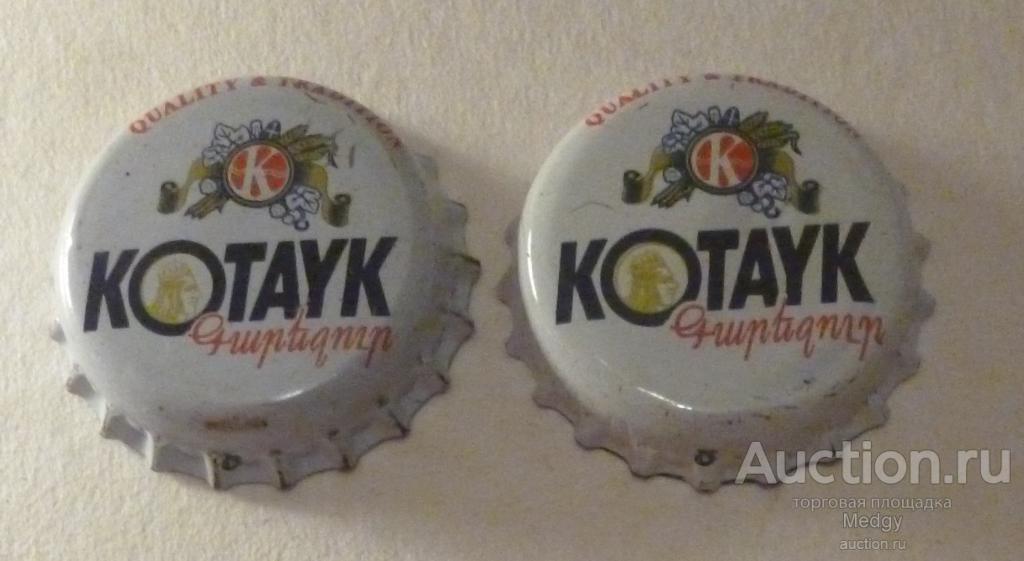 QUALITY & TRADITION
K
KOTAYK
Գարեջուր
QUALITY & TRADITION
K
KOTAYK
Գարեջուր
Auction.ru
торговая площадка
Medgy
auction.ru